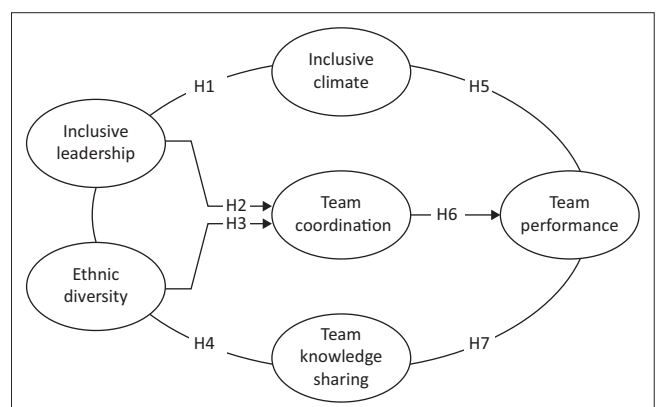 Inclusive
climate
H1
H5
Inclusive
leadership
H2
H3
Team
coordination
H6
Team
performance
Ethnic
diversity
H4
H7
Team
knowledge
sharing